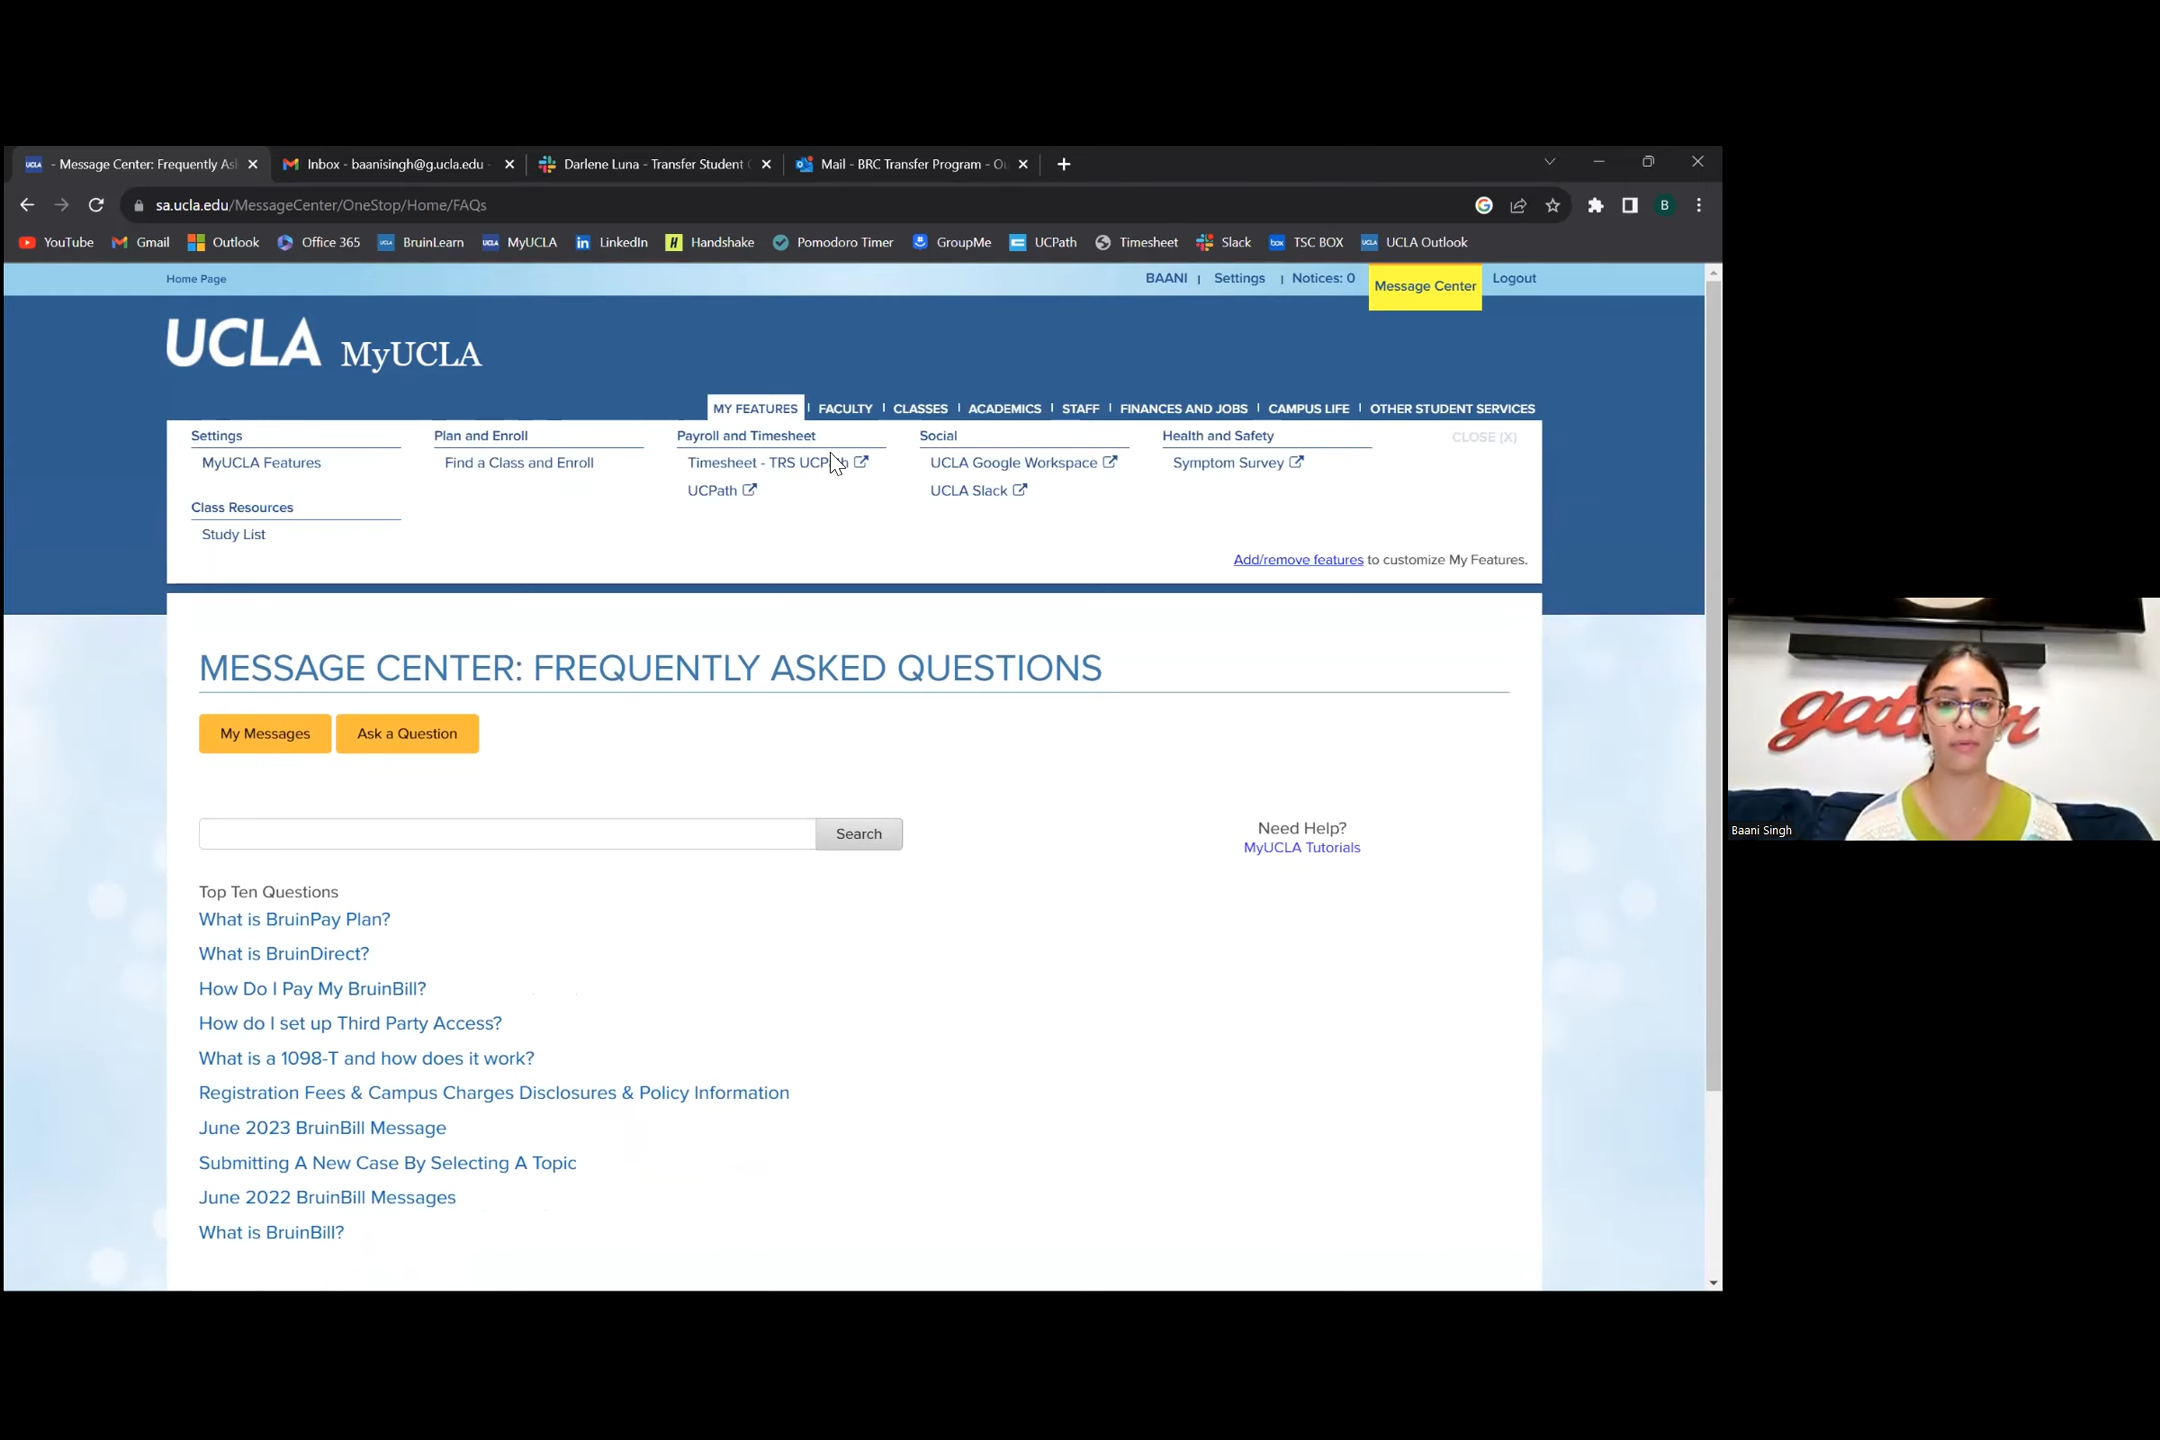 - Message Center: Frequently As
Inbox - baanisingh@g.ucla.edu -
Darlene Luna - Transfer Student C
Mail - BRC Transfer Program - Ou
sa.ucla.edu/MessageCenter/OneStop/Home/FAQs
B
YouTube
Gmail
Outlook
Office 365
BruinLearn
MyUCLA
LinkedIn
Handshake
Pomodoro Timer
GroupMe
UCPath
Timesheet
Slack
TSC BOX
UCLA Outlook
Home Page
BAANI | Settings | Notices: 0
Message Center
Logout
UCLA MyUCLA
MY FEATURES | FACULTY | CLASSES | ACADEMICS | STAFF | FINANCES AND JOBS | CAMPUS LIFE | OTHER STUDENT SERVICES
CLOSE (X)
Settings
MyUCLA Features
Class Resources
Study List
Plan and Enroll
Find a Class and Enroll
Payroll and Timesheet
Timesheet - TRS UCPath
UCPath
Social
UCLA Google Workspace
UCLA Slack
Health and Safety
Symptom Survey
Add/remove features to customize My Features.
MESSAGE CENTER: FREQUENTLY ASKED QUESTIONS
My Messages
Ask a Question
Search
Need Help?
MyUCLA Tutorials
Top Ten Questions
What is BruinPay Plan?
What is BruinDirect?
How Do I Pay My BruinBill?
How do I set up Third Party Access?
What is a 1098-T and how does it work?
Registration Fees & Campus Charges Disclosures & Policy Information
June 2023 BruinBill Message
Submitting A New Case By Selecting A Topic
June 2022 BruinBill Messages
What is BruinBill?
gather
Baani Singh